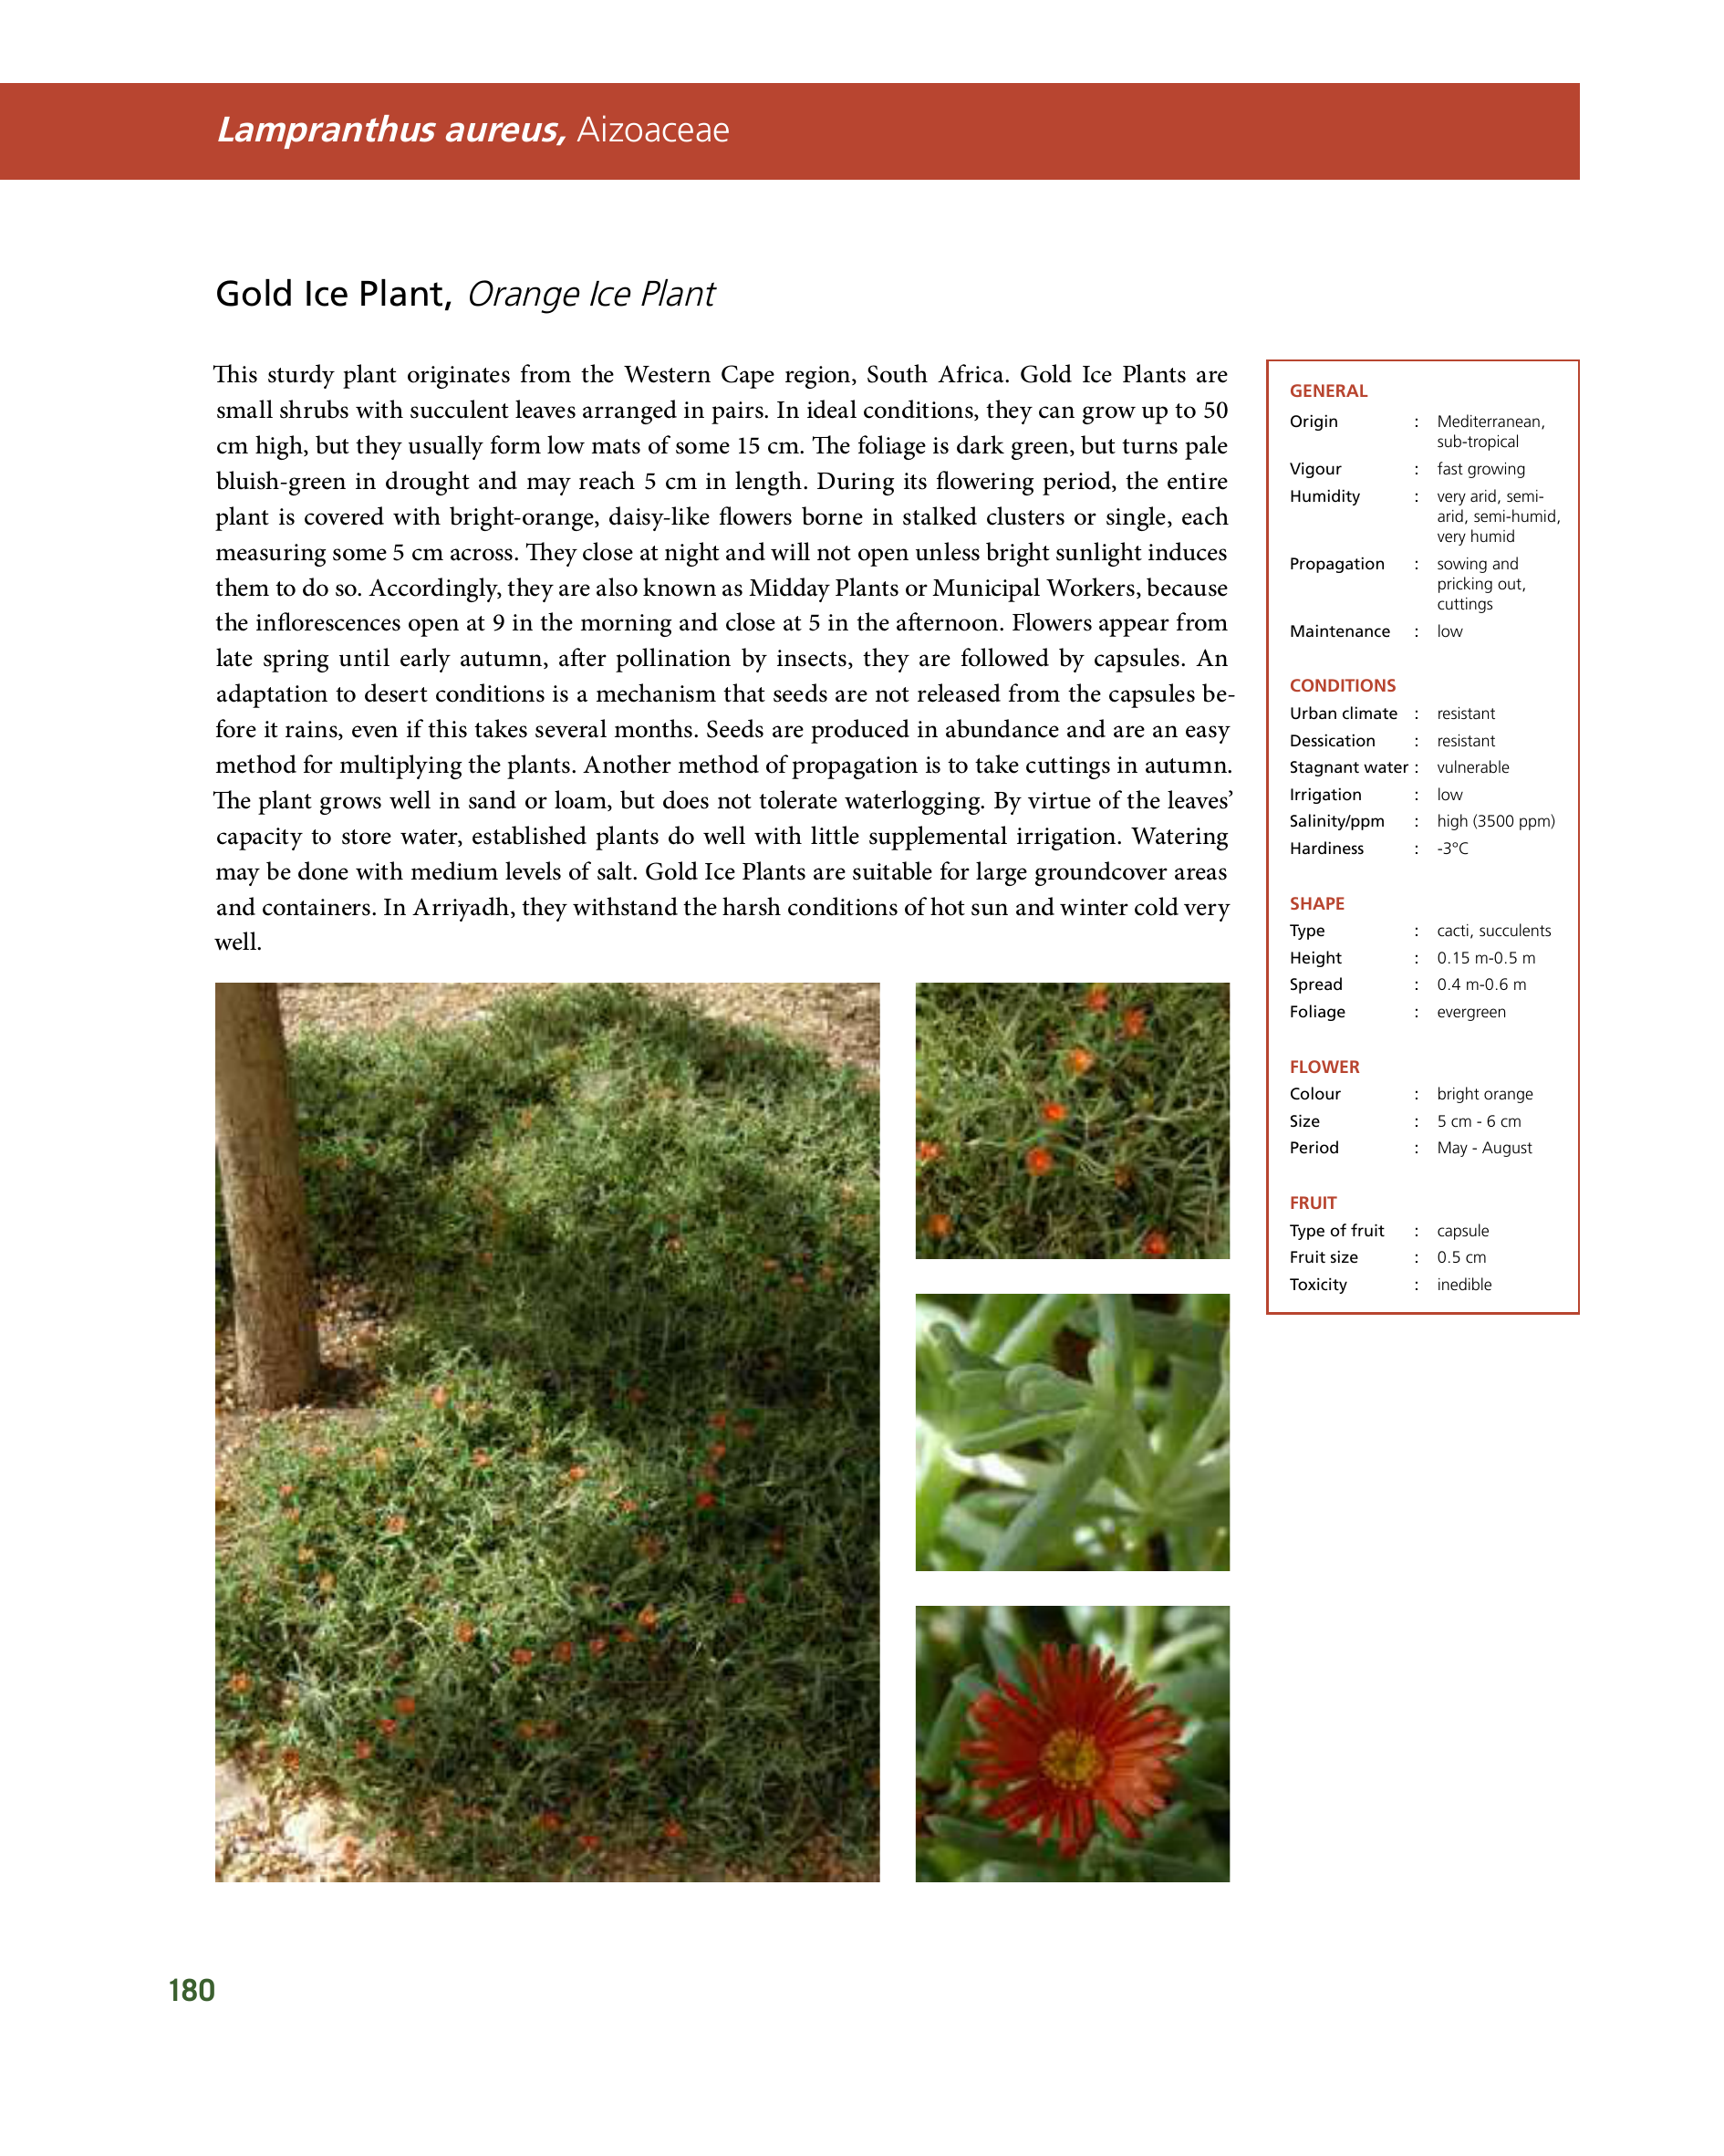 Lampranthus aureus, Aizoaceae
Gold Ice Plant, Orange Ice Plant
This sturdy plant originates from the Western Cape region, South Africa. Gold Ice Plants are
small shrubs with succulent leaves arranged in pairs. In ideal conditions, they can grow up to 50
cm high, but they usually form low mats of some 15 cm. The foliage is dark green, but turns pale
bluish-green in drought and may reach 5 cm in length. During its flowering period, the entire
plant is covered with bright-orange, daisy-like flowers borne in stalked clusters or single, each
measuring some 5 cm across. They close at night and will not open unless bright sunlight induces
them to do so. Accordingly, they are also known as Midday Plants or Municipal Workers, because
the inflorescences open at 9 in the morning and close at 5 in the afternoon. Flowers appear from
late spring until early autumn, after pollination by insects, they are followed by capsules. An
adaptation to desert conditions is a mechanism that seeds are not released from the capsules be-
fore it rains, even if this takes several months. Seeds are produced in abundance and are an easy
method for multiplying the plants. Another method of propagation is to take cuttings in autumn.
The plant grows well in sand or loam, but does not tolerate waterlogging. By virtue of the leaves’
capacity to store water, established plants do well with little supplemental irrigation. Watering
may be done with medium levels of salt. Gold Ice Plants are suitable for large groundcover areas
and containers. In Arriyadh, they withstand the harsh conditions of hot sun and winter cold very
well.
GENERAL
Origin : Mediterranean,
sub-tropical
Vigour : fast growing
Humidity : very arid, semi-
arid, semi-humid,
very humid
Propagation : sowing and
pricking out,
cuttings
Maintenance : low
CONDITIONS
Urban climate : resistant
Dessication : resistant
Stagnant water : vulnerable
Irrigation : low
Salinity/ppm : high (3500 ppm)
Hardiness : -3°C
SHAPE
Type : cacti, succulents
Height : 0.15 m-0.5 m
Spread : 0.4 m-0.6 m
Foliage : evergreen
FLOWER
Colour : bright orange
Size : 5 cm - 6 cm
Period : May - August
FRUIT
Type of fruit : capsule
Fruit size : 0.5 cm
Toxicity : inedible
180